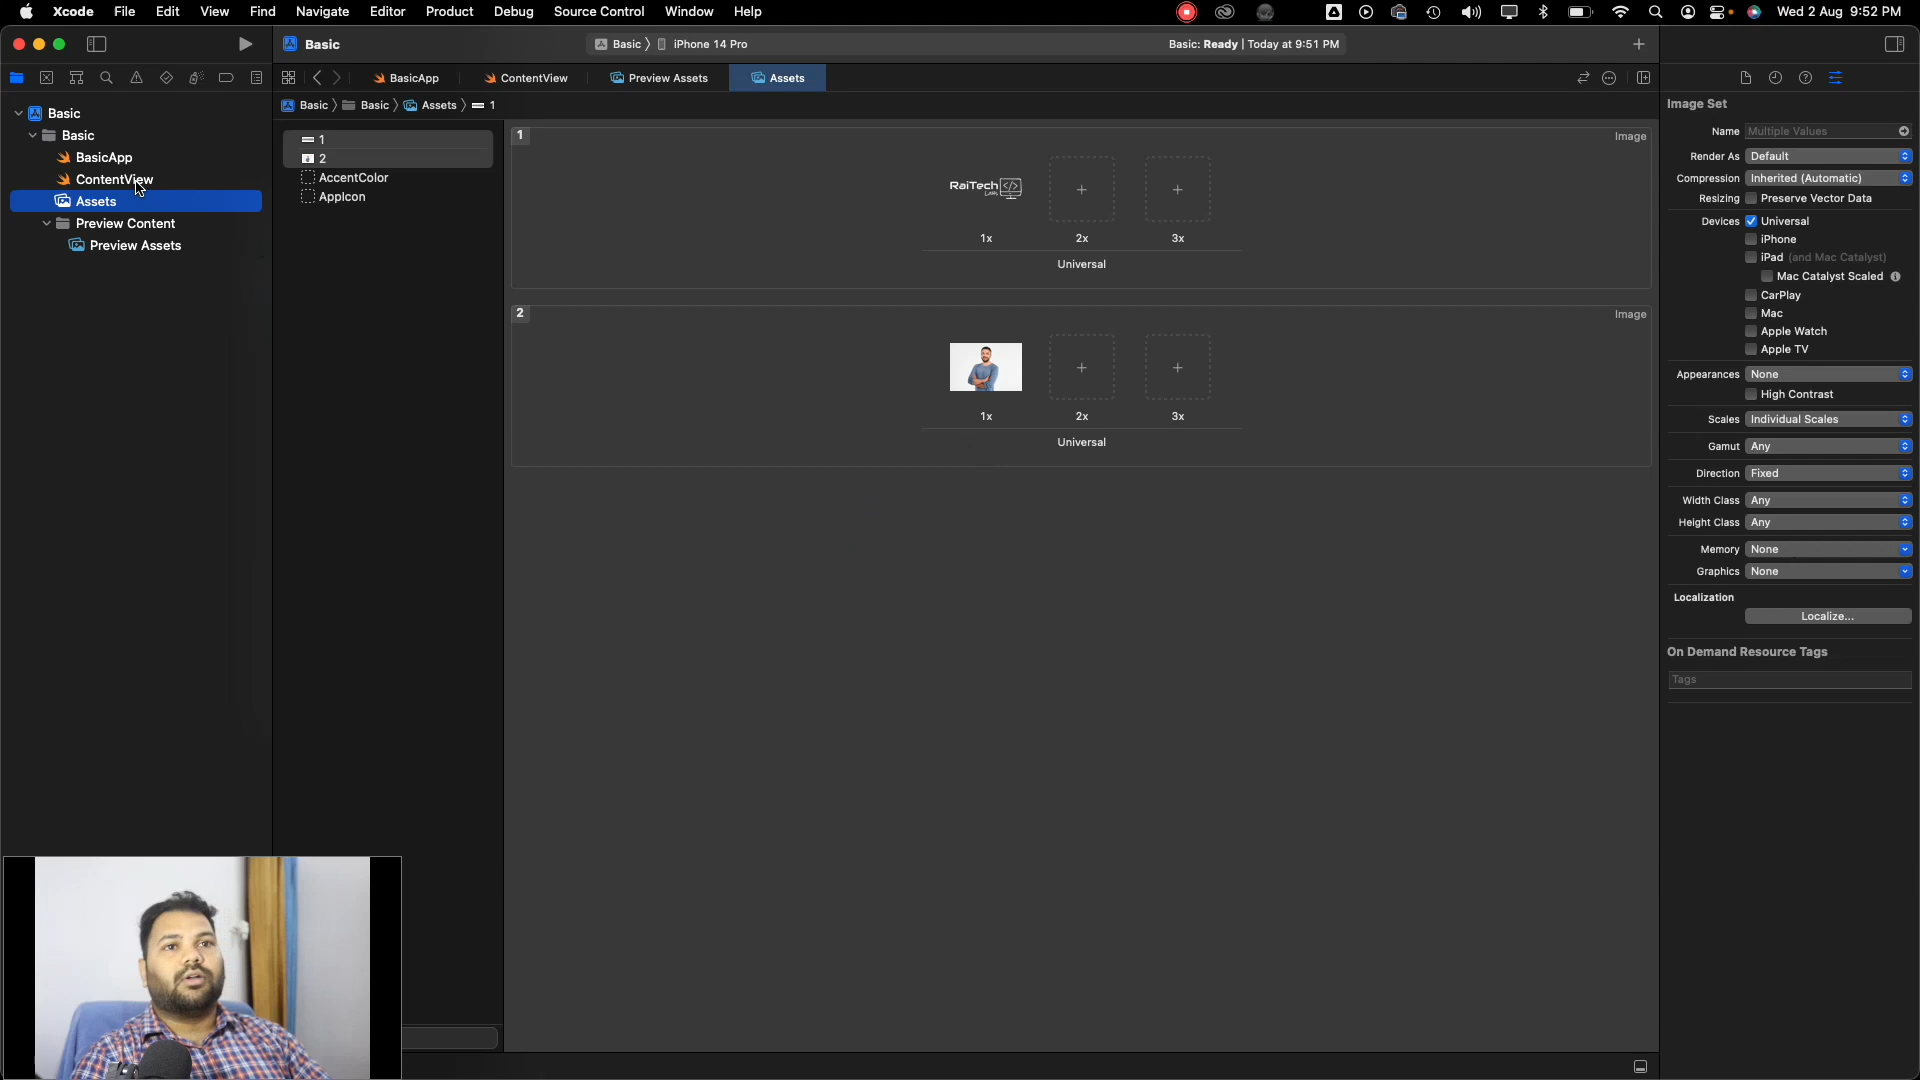 Xcode File Edit View Find Navigate Editor Product Debug Source Control Window Help Wed 2 Aug 9:52 PM
Basic Basic iPhone 14 Pro Basic: Ready | Today at 9:51 PM
BasicApp ContentView Preview Assets Assets
Basic Basic Assets 1
Basic
Basic
BasicApp
ContentView
Assets
Preview Content
Preview Assets
1
2
AccentColor
AppIcon
1 Image
RaiTech </>
LABS
1x 2x 3x
Universal
2 Image
1x 2x 3x
Universal
Image Set
Name Multiple Values
Render As Default
Compression Inherited (Automatic)
Resizing Preserve Vector Data
Devices Universal
iPhone
iPad (and Mac Catalyst)
Mac Catalyst Scaled
CarPlay
Mac
Apple Watch
Apple TV
Appearances None
High Contrast
Scales Individual Scales
Gamut Any
Direction Fixed
Width Class Any
Height Class Any
Memory None
Graphics None
Localization
Localize...
On Demand Resource Tags
Tags